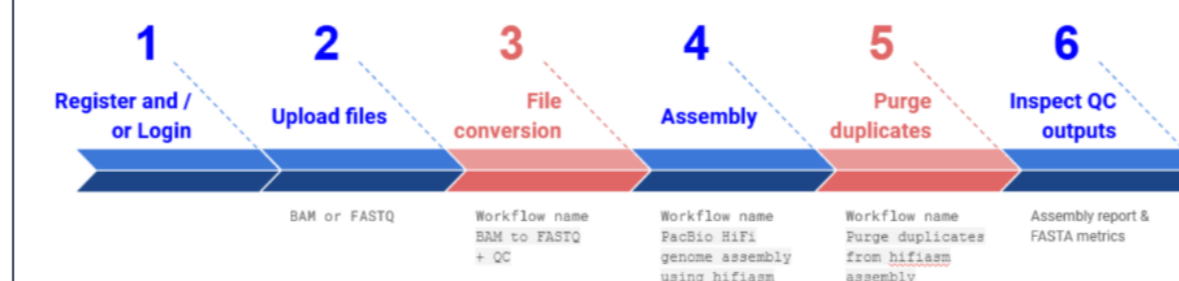 1
Register and /
or Login
2
Upload files
BAM or FASTQ
3
File
conversion
Workflow name
BAM to FASTQ
+ QC
4
Assembly
Workflow name
PacBio HiFi
genome assembly
using hifiasm
5
Purge
duplicates
Workflow name
Purge duplicates
from hifiasm
assembly
6
Inspect QC
outputs
Assembly report &
FASTA metrics